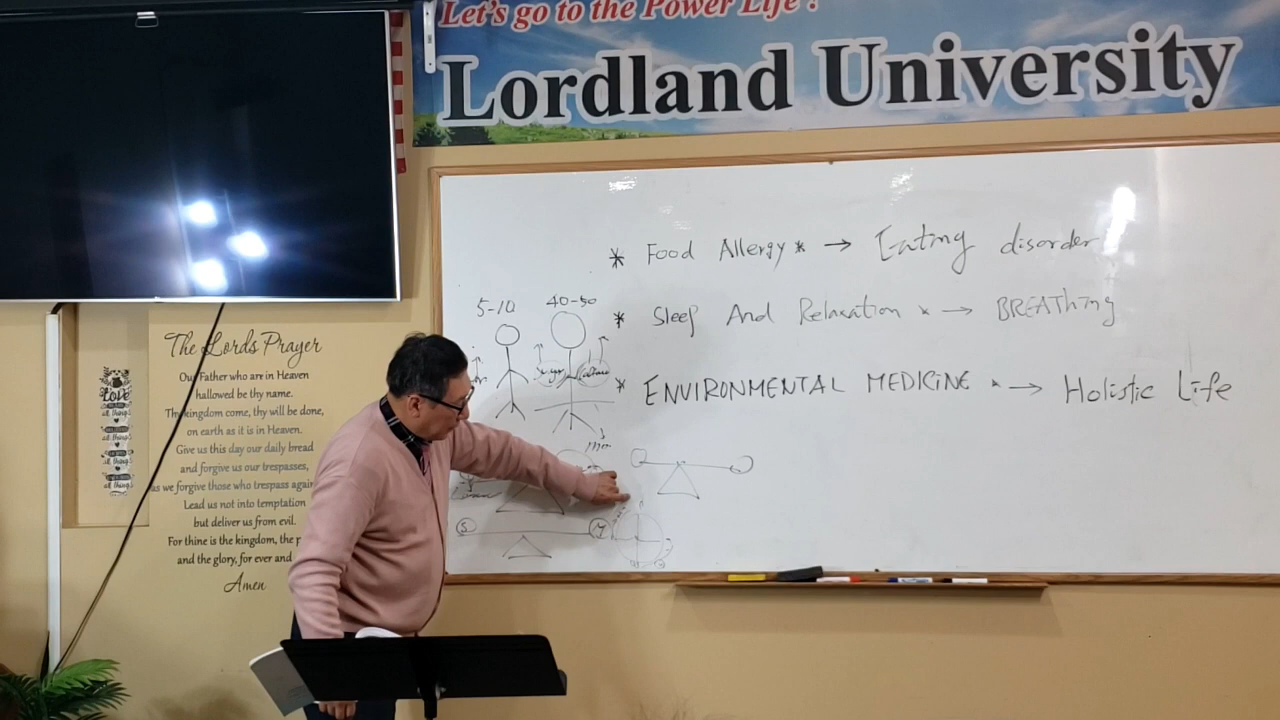 Let's go to the Power Life !
Lordland University
* Food Allergy * → Eating disorder
* Sleep And Relaxation * → BREATHing
* ENVIRONMENTAL MEDICINE * → Holistic Life
5-10
40-50
S
The Lords Prayer
Our Father who are in Heaven
hallowed be thy name.
Thy kingdom come, thy will be done,
on earth as it is in Heaven.
Give us this day our daily bread
and forgive us our trespasses,
as we forgive those who trespass again
Lead us not into temptation
but deliver us from evil.
For thine is the kingdom, the p
and the glory, for ever and
Amen
love
all things